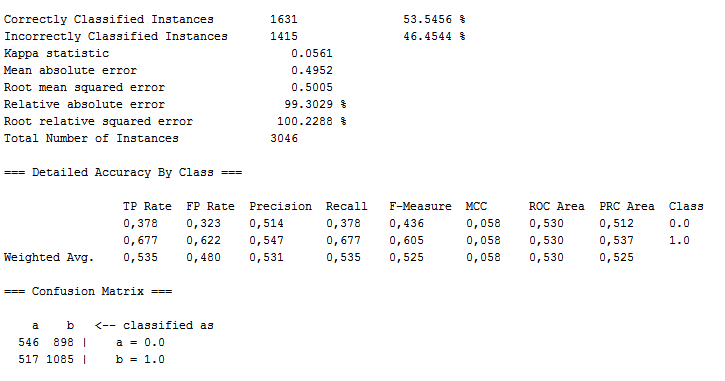 Correctly Classified Instances 1631 53.5456 %
Incorrectly Classified Instances 1415 46.4544 %
Kappa statistic 0.0561
Mean absolute error 0.4952
Root mean squared error 0.5005
Relative absolute error 99.3029 %
Root relative squared error 100.2288 %
Total Number of Instances 3046
=== Detailed Accuracy By Class ===
TP Rate FP Rate Precision Recall F-Measure MCC ROC Area PRC Area Class
0,378 0,323 0,514 0,378 0,436 0,058 0,530 0,512 0.0
0,677 0,622 0,547 0,677 0,605 0,058 0,530 0,537 1.0
Weighted Avg. 0,535 0,480 0,531 0,535 0,525 0,058 0,530 0,525
=== Confusion Matrix ===
a b <-- classified as
546 898 | a = 0.0
517 1085 | b = 1.0